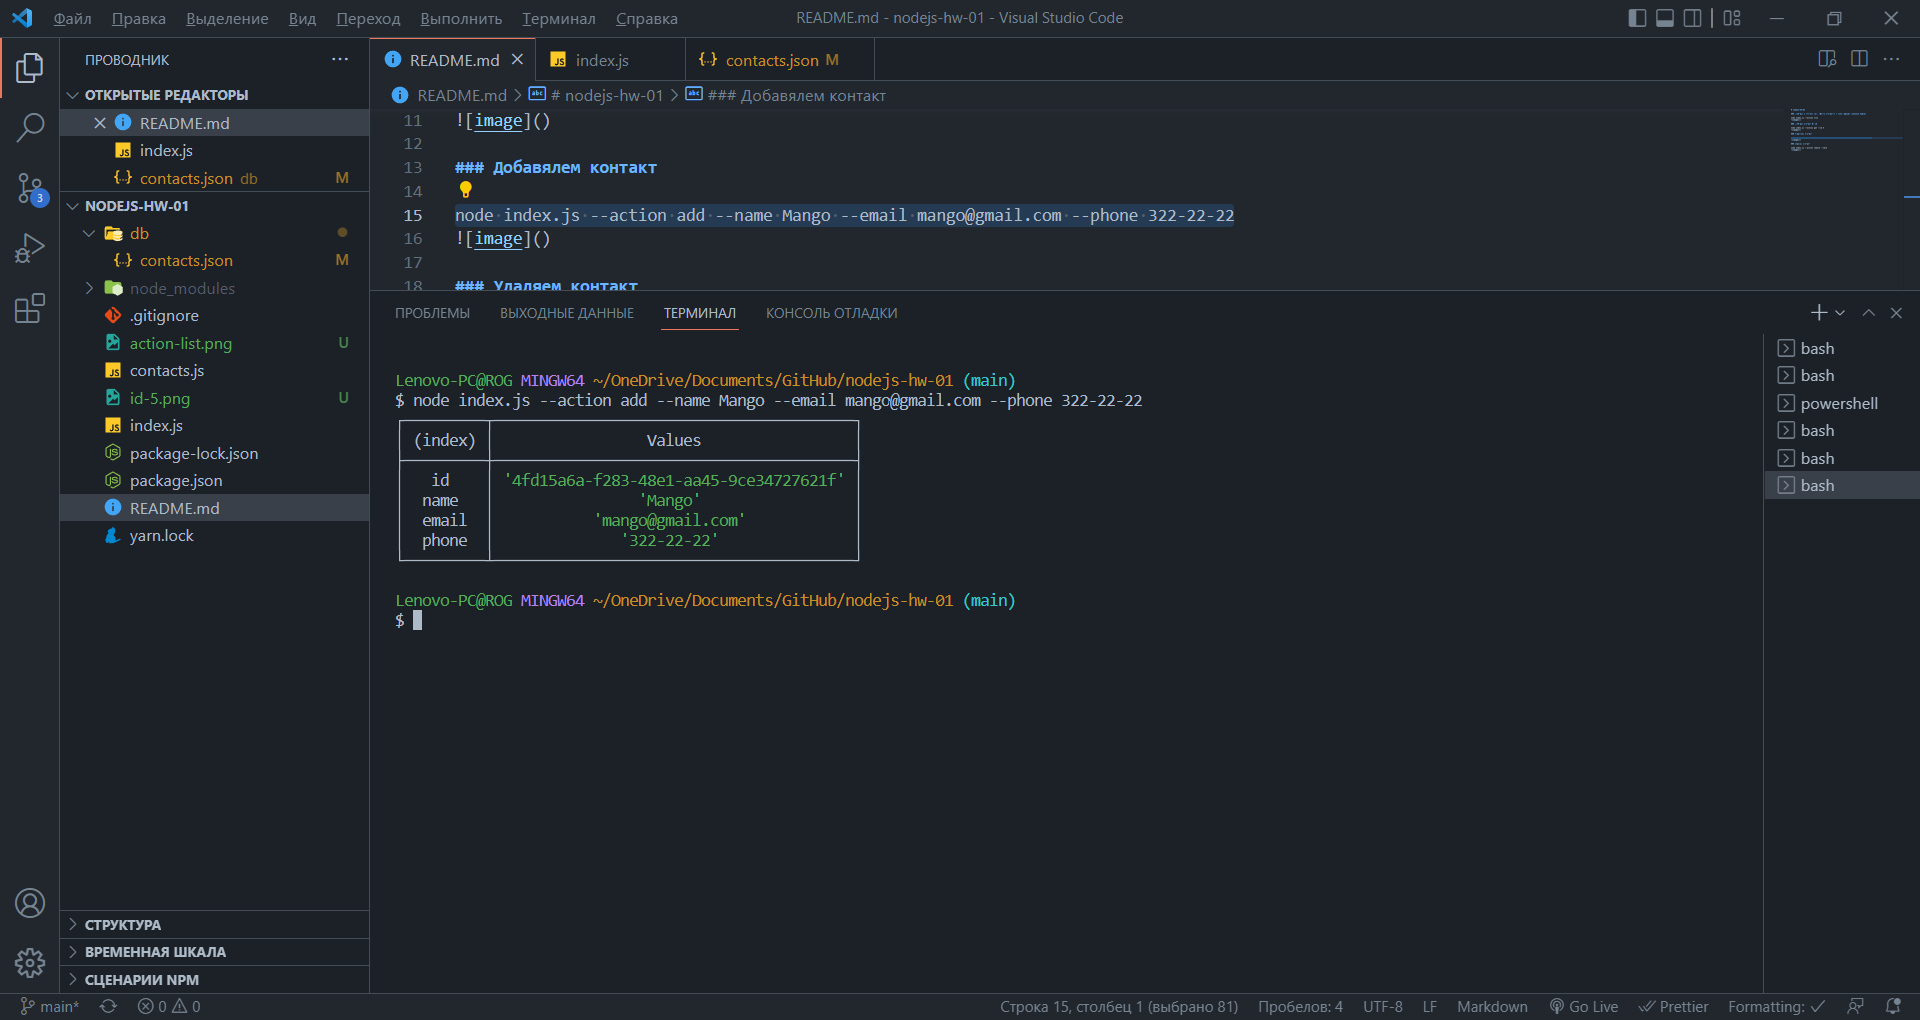 Файл Правка Выделение Вид Переход Выполнить Терминал Справка
README.md - nodejs-hw-01 - Visual Studio Code
ПРОВОДНИК
ОТКРЫТЫЕ РЕДАКТОРЫ
README.md
index.js
contacts.json db M
NODEJS-HW-01
db
contacts.json M
node_modules
.gitignore
action-list.png U
contacts.js
id-5.png U
index.js
package-lock.json
package.json
README.md
yarn.lock
СТРУКТУРА
ВРЕМЕННАЯ ШКАЛА
СЦЕНАРИИ NPM
3
README.md
index.js
contacts.json M
README.md > # nodejs-hw-01 > ### Добавялем контакт
11 ![image]()
12
13 ### Добавялем контакт
14
15 node index.js --action add --name Mango --email mango@gmail.com --phone 322-22-22
16 ![image]()
17
18 ### Удаляем контакт
ПРОБЛЕМЫ ВЫХОДНЫЕ ДАННЫЕ ТЕРМИНАЛ КОНСОЛЬ ОТЛАДКИ
Lenovo-PC@ROG MINGW64 ~/OneDrive/Documents/GitHub/nodejs-hw-01 (main)
$ node index.js --action add --name Mango --email mango@gmail.com --phone 322-22-22
(index) Values
id '4fd15a6a-f283-48e1-aa45-9ce34727621f'
name 'Mango'
email 'mango@gmail.com'
phone '322-22-22'
Lenovo-PC@ROG MINGW64 ~/OneDrive/Documents/GitHub/nodejs-hw-01 (main)
$
bash
bash
powershell
bash
bash
bash
main* 0 0
Строка 15, столбец 1 (выбрано 81) Пробелов: 4 UTF-8 LF Markdown Go Live Prettier Formatting: